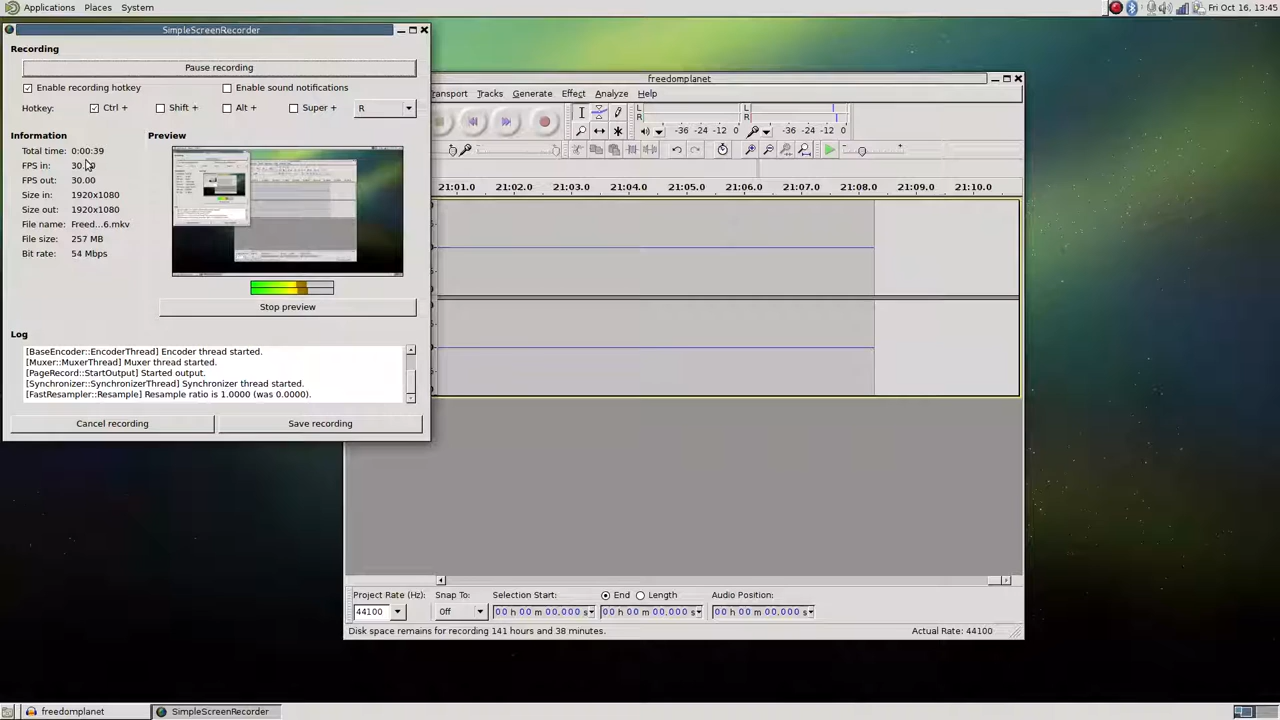 Applications Places System Fri Oct 16, 13:45
SimpleScreenRecorder
Recording
Pause recording
Enable recording hotkey Enable sound notifications
Hotkey: Ctrl + Shift + Alt + Super + R
Information Preview
Total time: 0:00:39
FPS in:
FPS out: 30.00
Size in: 1920x1080
Size out: 1920x1080
File name: Freed...6.mkv
File size: 257 MB
Bit rate: 54 Mbps
Stop preview
Log
[BaseEncoder::EncoderThread] Encoder thread started.
[Muxer::MuxerThread] Muxer thread started.
[PageRecord::StartOutput] Started output.
[Synchronizer::SynchronizerThread] Synchronizer thread started.
[FastResampler::Resample] Resample ratio is 1.0000 (was 0.0000).
Cancel recording Save recording
freedomplanet
Generate Effect Analyze Help
Tracks
L L
R R
-36 -24 -12 0 -36 -24 -12 0
21:01.0 21:02.0 21:03.0 21:04.0 21:05.0 21:06.0 21:07.0 21:08.0 21:09.0 21:10.0
Project Rate (Hz): Snap To: Selection Start: End Length Audio Position:
44100 Off 00 h 00 m 00.000 s 00 h 00 m 00.000 s 00 h 00 m 00.000 s
Disk space remains for recording 141 hours and 38 minutes. Actual Rate: 44100
freedomplanet SimpleScreenRecorder